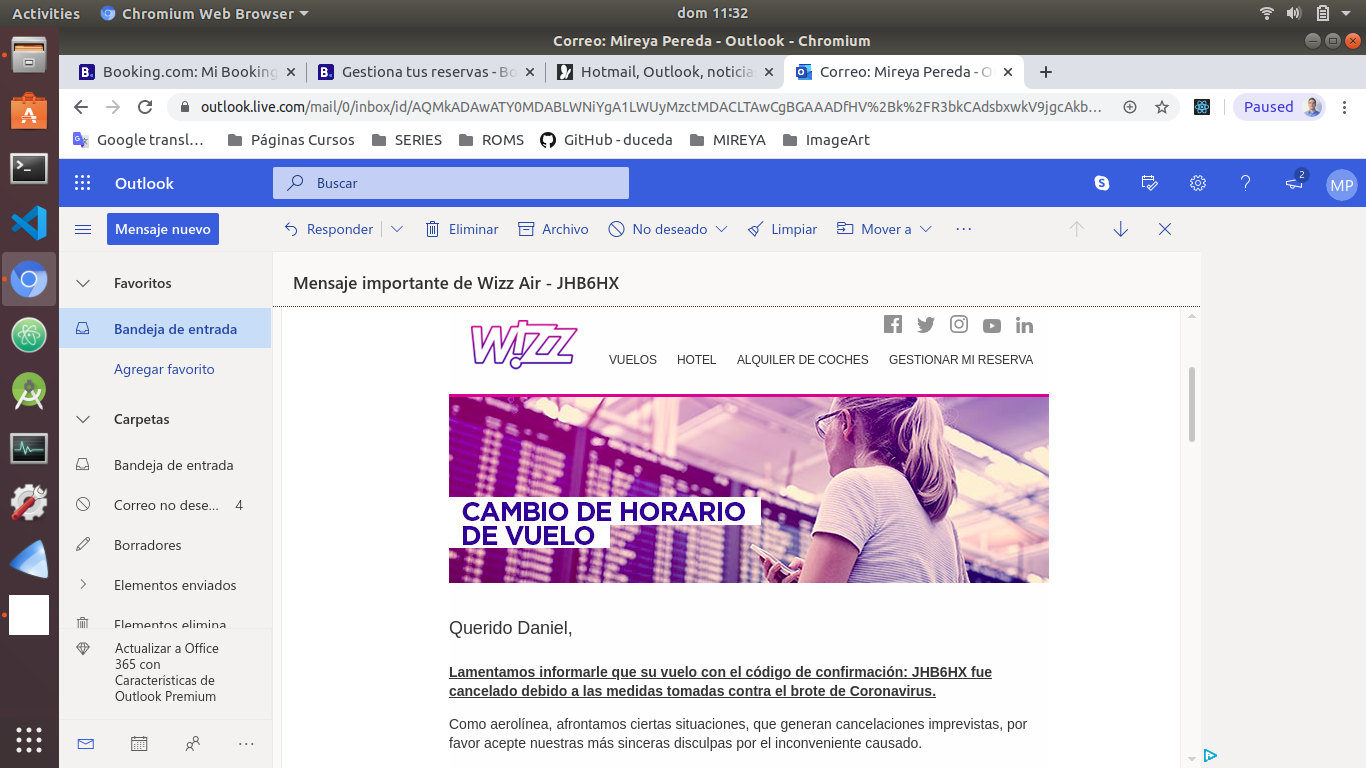 Activities
Chromium Web Browser
dom 11:32
Correo: Mireya Pereda - Outlook - Chromium
Booking.com: Mi Booking
Gestiona tus reservas - Bo
Hotmail, Outlook, noticia
Correo: Mireya Pereda - O
outlook.live.com/mail/0/inbox/id/AQMkADAwATY0MDABLWNiYgA1LWUyMzctMDACLTAwCgBGAAADfHV%2Bk%2FR3bkCAdsbxwkV9jgcAkb...
Paused
Google transl...
Páginas Cursos
SERIES
ROMS
GitHub - duceda
MIREYA
ImageArt
Outlook
Buscar
2
MP
Mensaje nuevo
Responder
Eliminar
Archivo
No deseado
Limpiar
Mover a
Favoritos
Bandeja de entrada
Agregar favorito
Carpetas
Bandeja de entrada
Correo no dese... 4
Borradores
Elementos enviados
Elementos elimina
Actualizar a Office
365 con
Características de
Outlook Premium
Mensaje importante de Wizz Air - JHB6HX
WIZZ
VUELOS
HOTEL
ALQUILER DE COCHES
GESTIONAR MI RESERVA
CAMBIO DE HORARIO
DE VUELO
Querido Daniel,
Lamentamos informarle que su vuelo con el código de confirmación: JHB6HX fue
cancelado debido a las medidas tomadas contra el brote de Coronavirus.
Como aerolínea, afrontamos ciertas situaciones, que generan cancelaciones imprevistas, por
favor acepte nuestras más sinceras disculpas por el inconveniente causado.